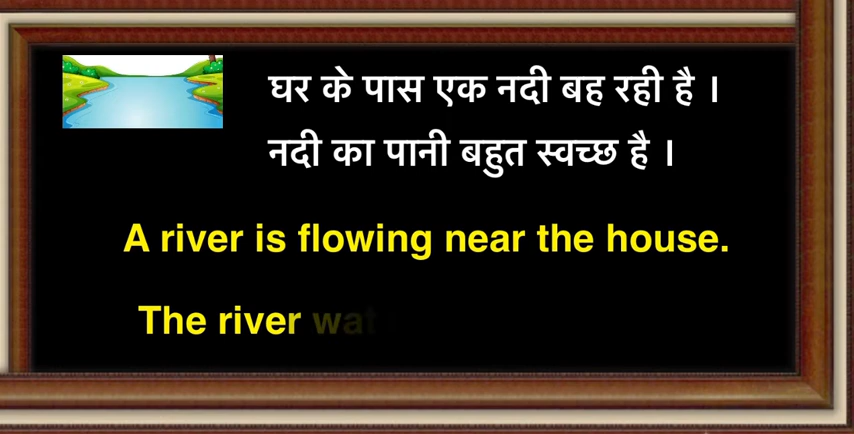 घर के पास एक नदी बह रही है ।
नदी का पानी बहुत स्वच्छ है ।
A river is flowing near the house.
The river